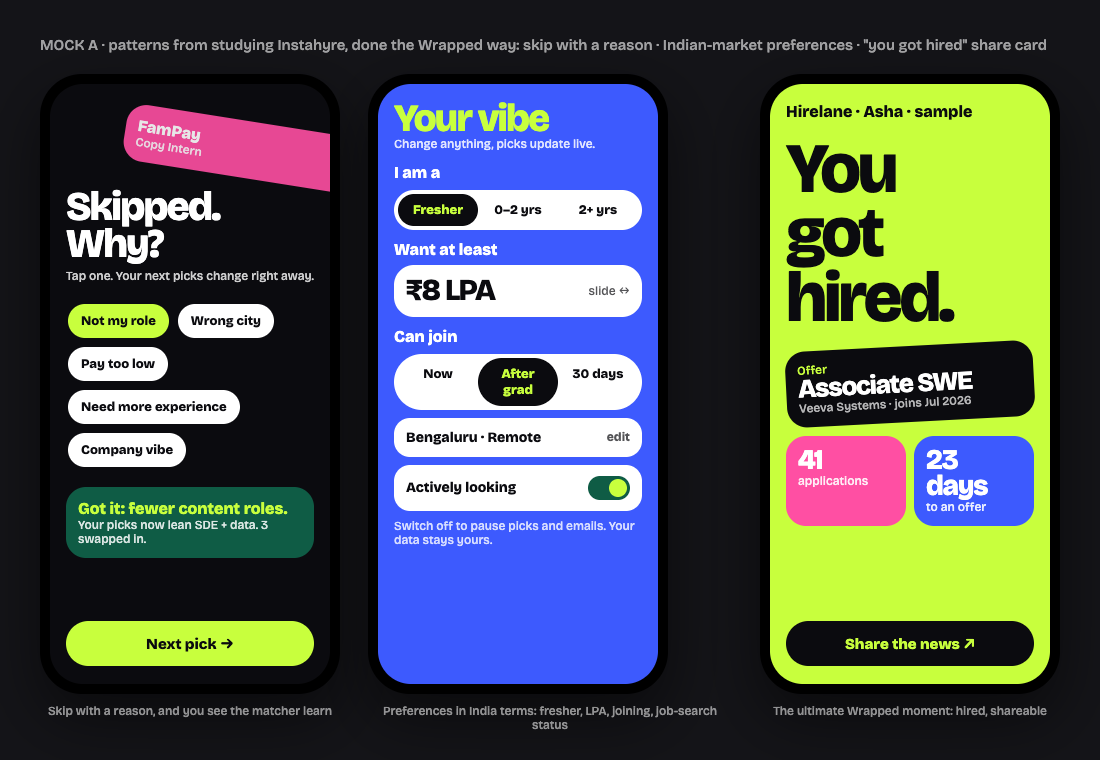 MOCK A · patterns from studying Instahyre, done the Wrapped way: skip with a reason · Indian-market preferences · "you got hired" share card
FamPay
Copy Intern
Skipped.
Why?
Tap one. Your next picks change right away.
Not my role
Wrong city
Pay too low
Need more experience
Company vibe
Got it: fewer content roles.
Your picks now lean SDE + data. 3
swapped in.
Next pick →
Skip with a reason, and you see the matcher learn
Your vibe
Change anything, picks update live.
I am a
Fresher
0–2 yrs
2+ yrs
Want at least
₹8 LPA
slide ↔
Can join
Now
After
grad
30 days
Bengaluru · Remote
edit
Actively looking
Switch off to pause picks and emails. Your
data stays yours.
Preferences in India terms: fresher, LPA, joining, job-search
status
Hirelane · Asha · sample
You
got
hired.
Offer
Associate SWE
Veeva Systems · joins Jul 2026
41
applications
23
days
to an offer
Share the news ↗
The ultimate Wrapped moment: hired, shareable